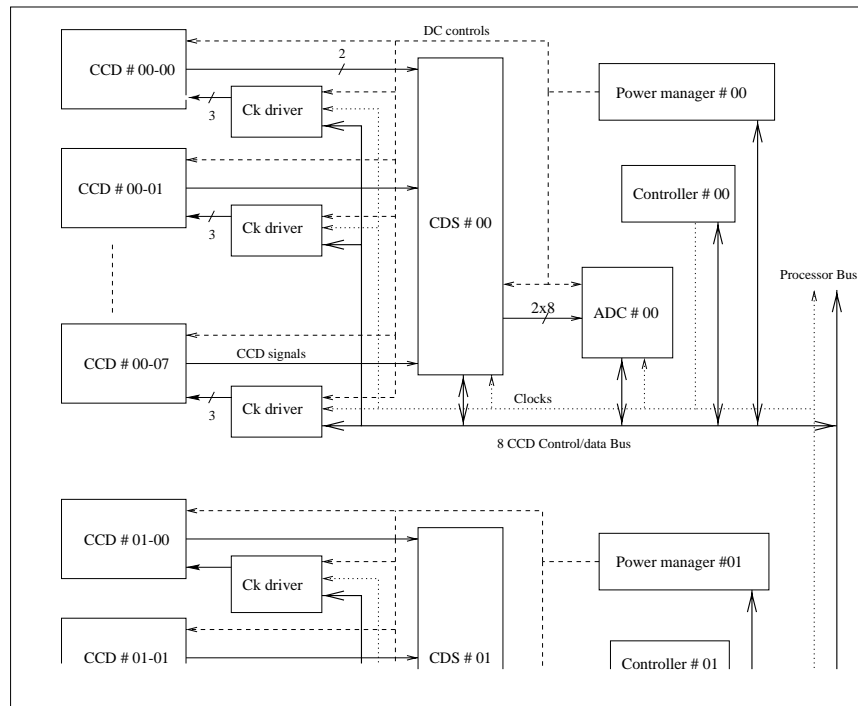 DC controls
2
CCD # 00-00
Power manager # 00
Ck driver
3
CCD # 00-01
Controller # 00
Ck driver
3
CDS # 00
Processor Bus
2x8
ADC # 00
CCD # 00-07
CCD signals
Ck driver
3
Clocks
8 CCD Control/data Bus
CCD # 01-00
Power manager #01
Ck driver
CCD # 01-01
CDS # 01
Controller # 01